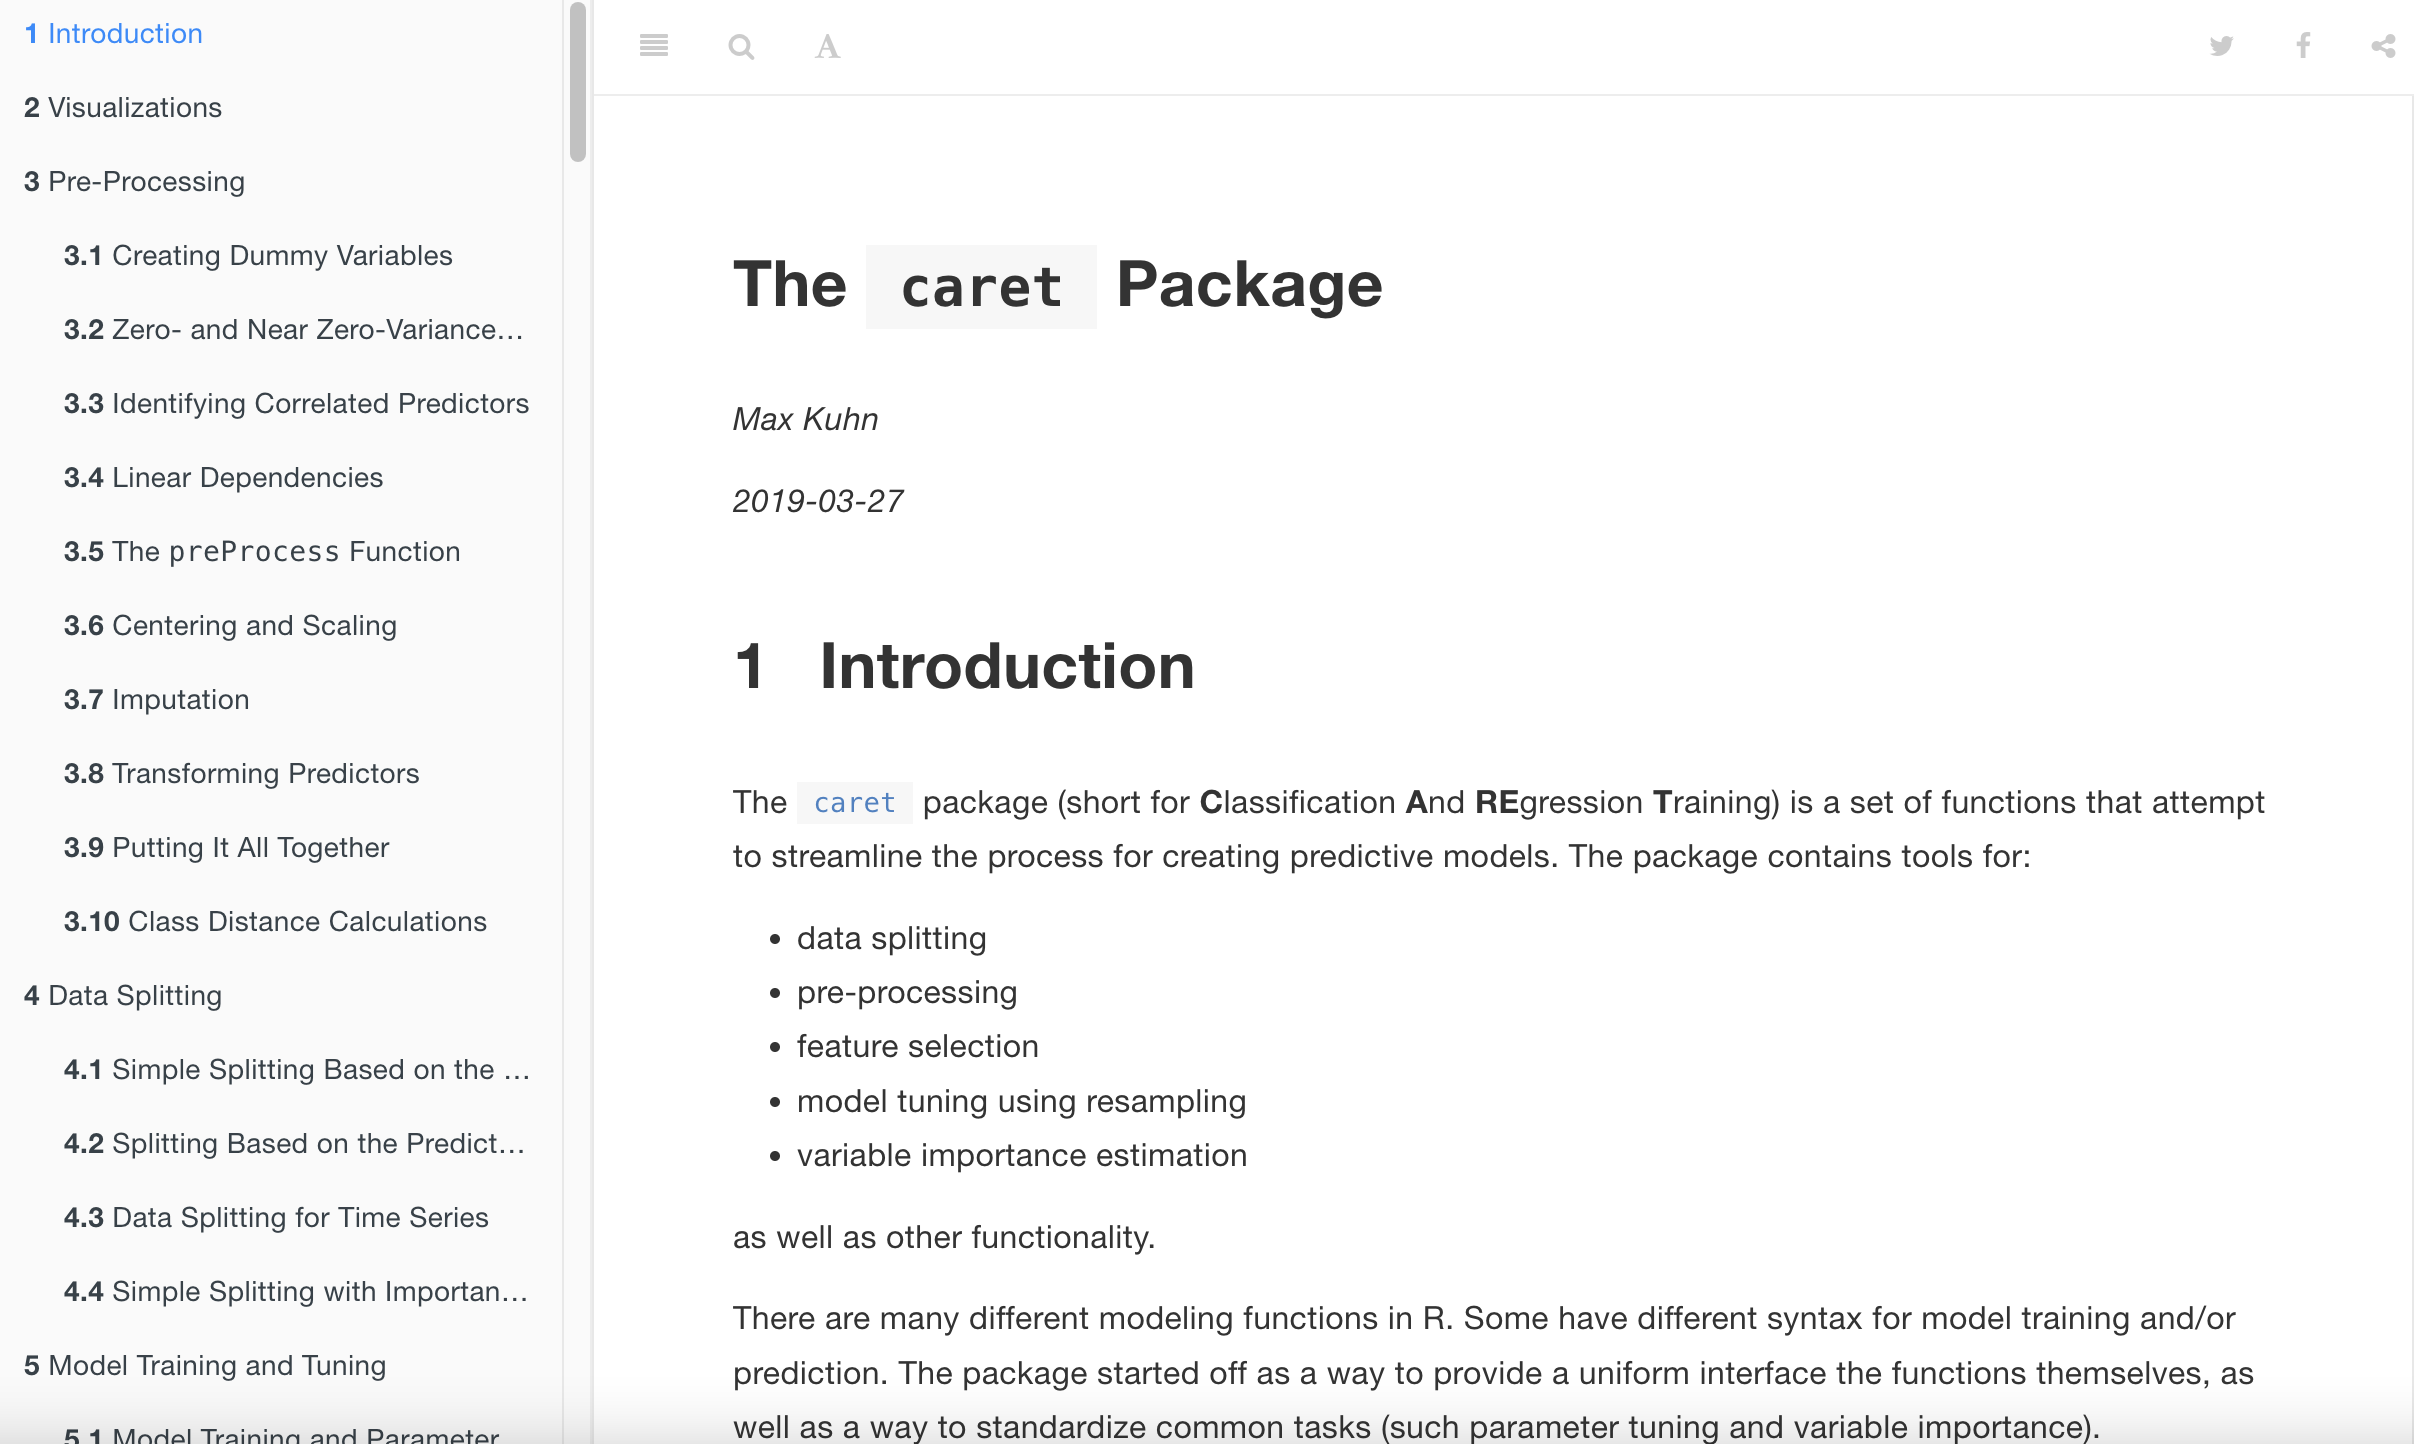 1 Introduction
2 Visualizations
3 Pre-Processing
3.1 Creating Dummy Variables
3.2 Zero- and Near Zero-Variance…
3.3 Identifying Correlated Predictors
3.4 Linear Dependencies
3.5 The preProcess Function
3.6 Centering and Scaling
3.7 Imputation
3.8 Transforming Predictors
3.9 Putting It All Together
3.10 Class Distance Calculations
4 Data Splitting
4.1 Simple Splitting Based on the …
4.2 Splitting Based on the Predict…
4.3 Data Splitting for Time Series
4.4 Simple Splitting with Importan…
5 Model Training and Tuning
5.1 Model Training and Parameter
A
The caret Package
Max Kuhn
2019-03-27
1 Introduction
The caret package (short for Classification And REgression Training) is a set of functions that attempt
to streamline the process for creating predictive models. The package contains tools for:
• data splitting
• pre-processing
• feature selection
• model tuning using resampling
• variable importance estimation
as well as other functionality.
There are many different modeling functions in R. Some have different syntax for model training and/or
prediction. The package started off as a way to provide a uniform interface the functions themselves, as
well as a way to standardize common tasks (such parameter tuning and variable importance).